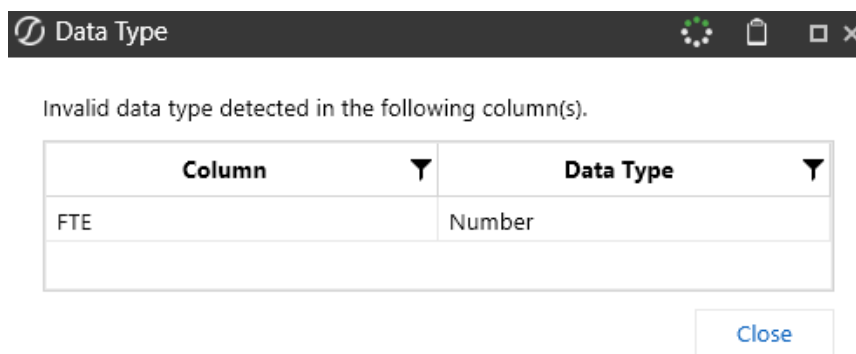 Data Type
Invalid data type detected in the following column(s).
Column Data Type
FTE Number
Close